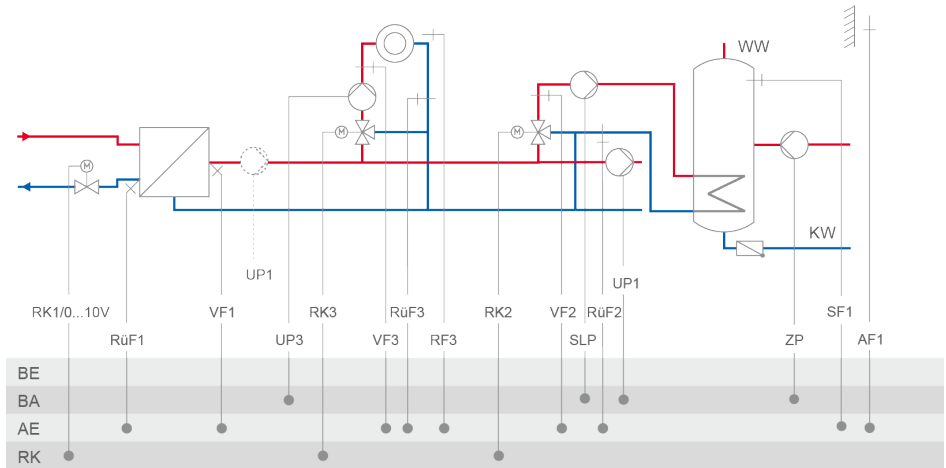 WW
M
M
M
KW
UP1
UP1
RK1/0...10V
VF1
RK3
RüF3
RK2
VF2
RüF2
SF1
RüF1
UP3
VF3
RF3
SLP
ZP
AF1
BE
BA
AE
RK